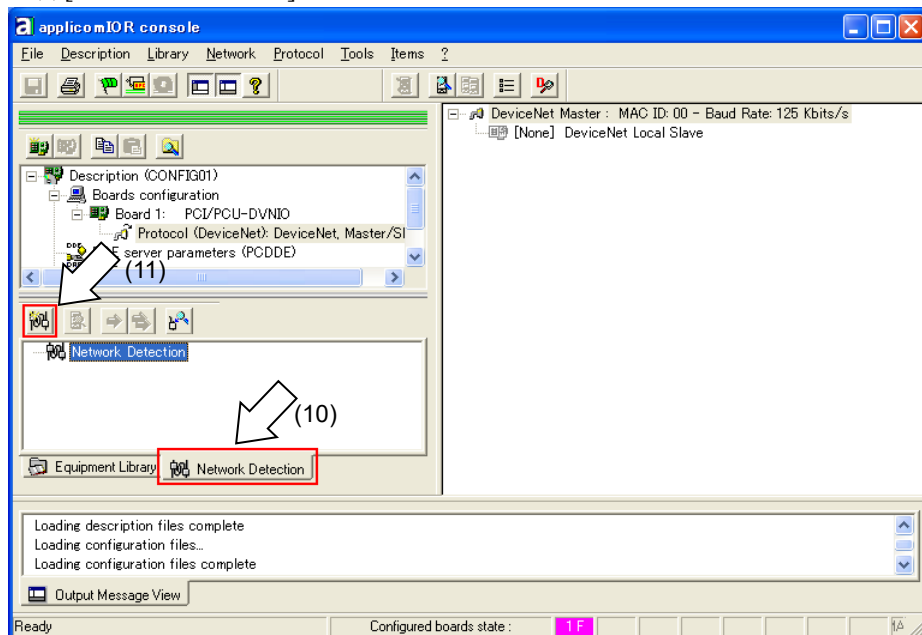 applicomIOR console
File Description Library Network Protocol Tools Items ?
DeviceNet Master : MAC ID: 00 - Baud Rate: 125 Kbits/s
[None] DeviceNet Local Slave
Description (CONFIG01)
Boards configuration
Board 1: PCI/PCU-DVNIO
Protocol (DeviceNet): DeviceNet, Master/Sl
server parameters (PCDDE)
(11)
Network Detection
(10)
Equipment Library
Network Detection
Loading description files complete
Loading configuration files...
Loading configuration files complete
Output Message View
Ready
Configured boards state :
1 F